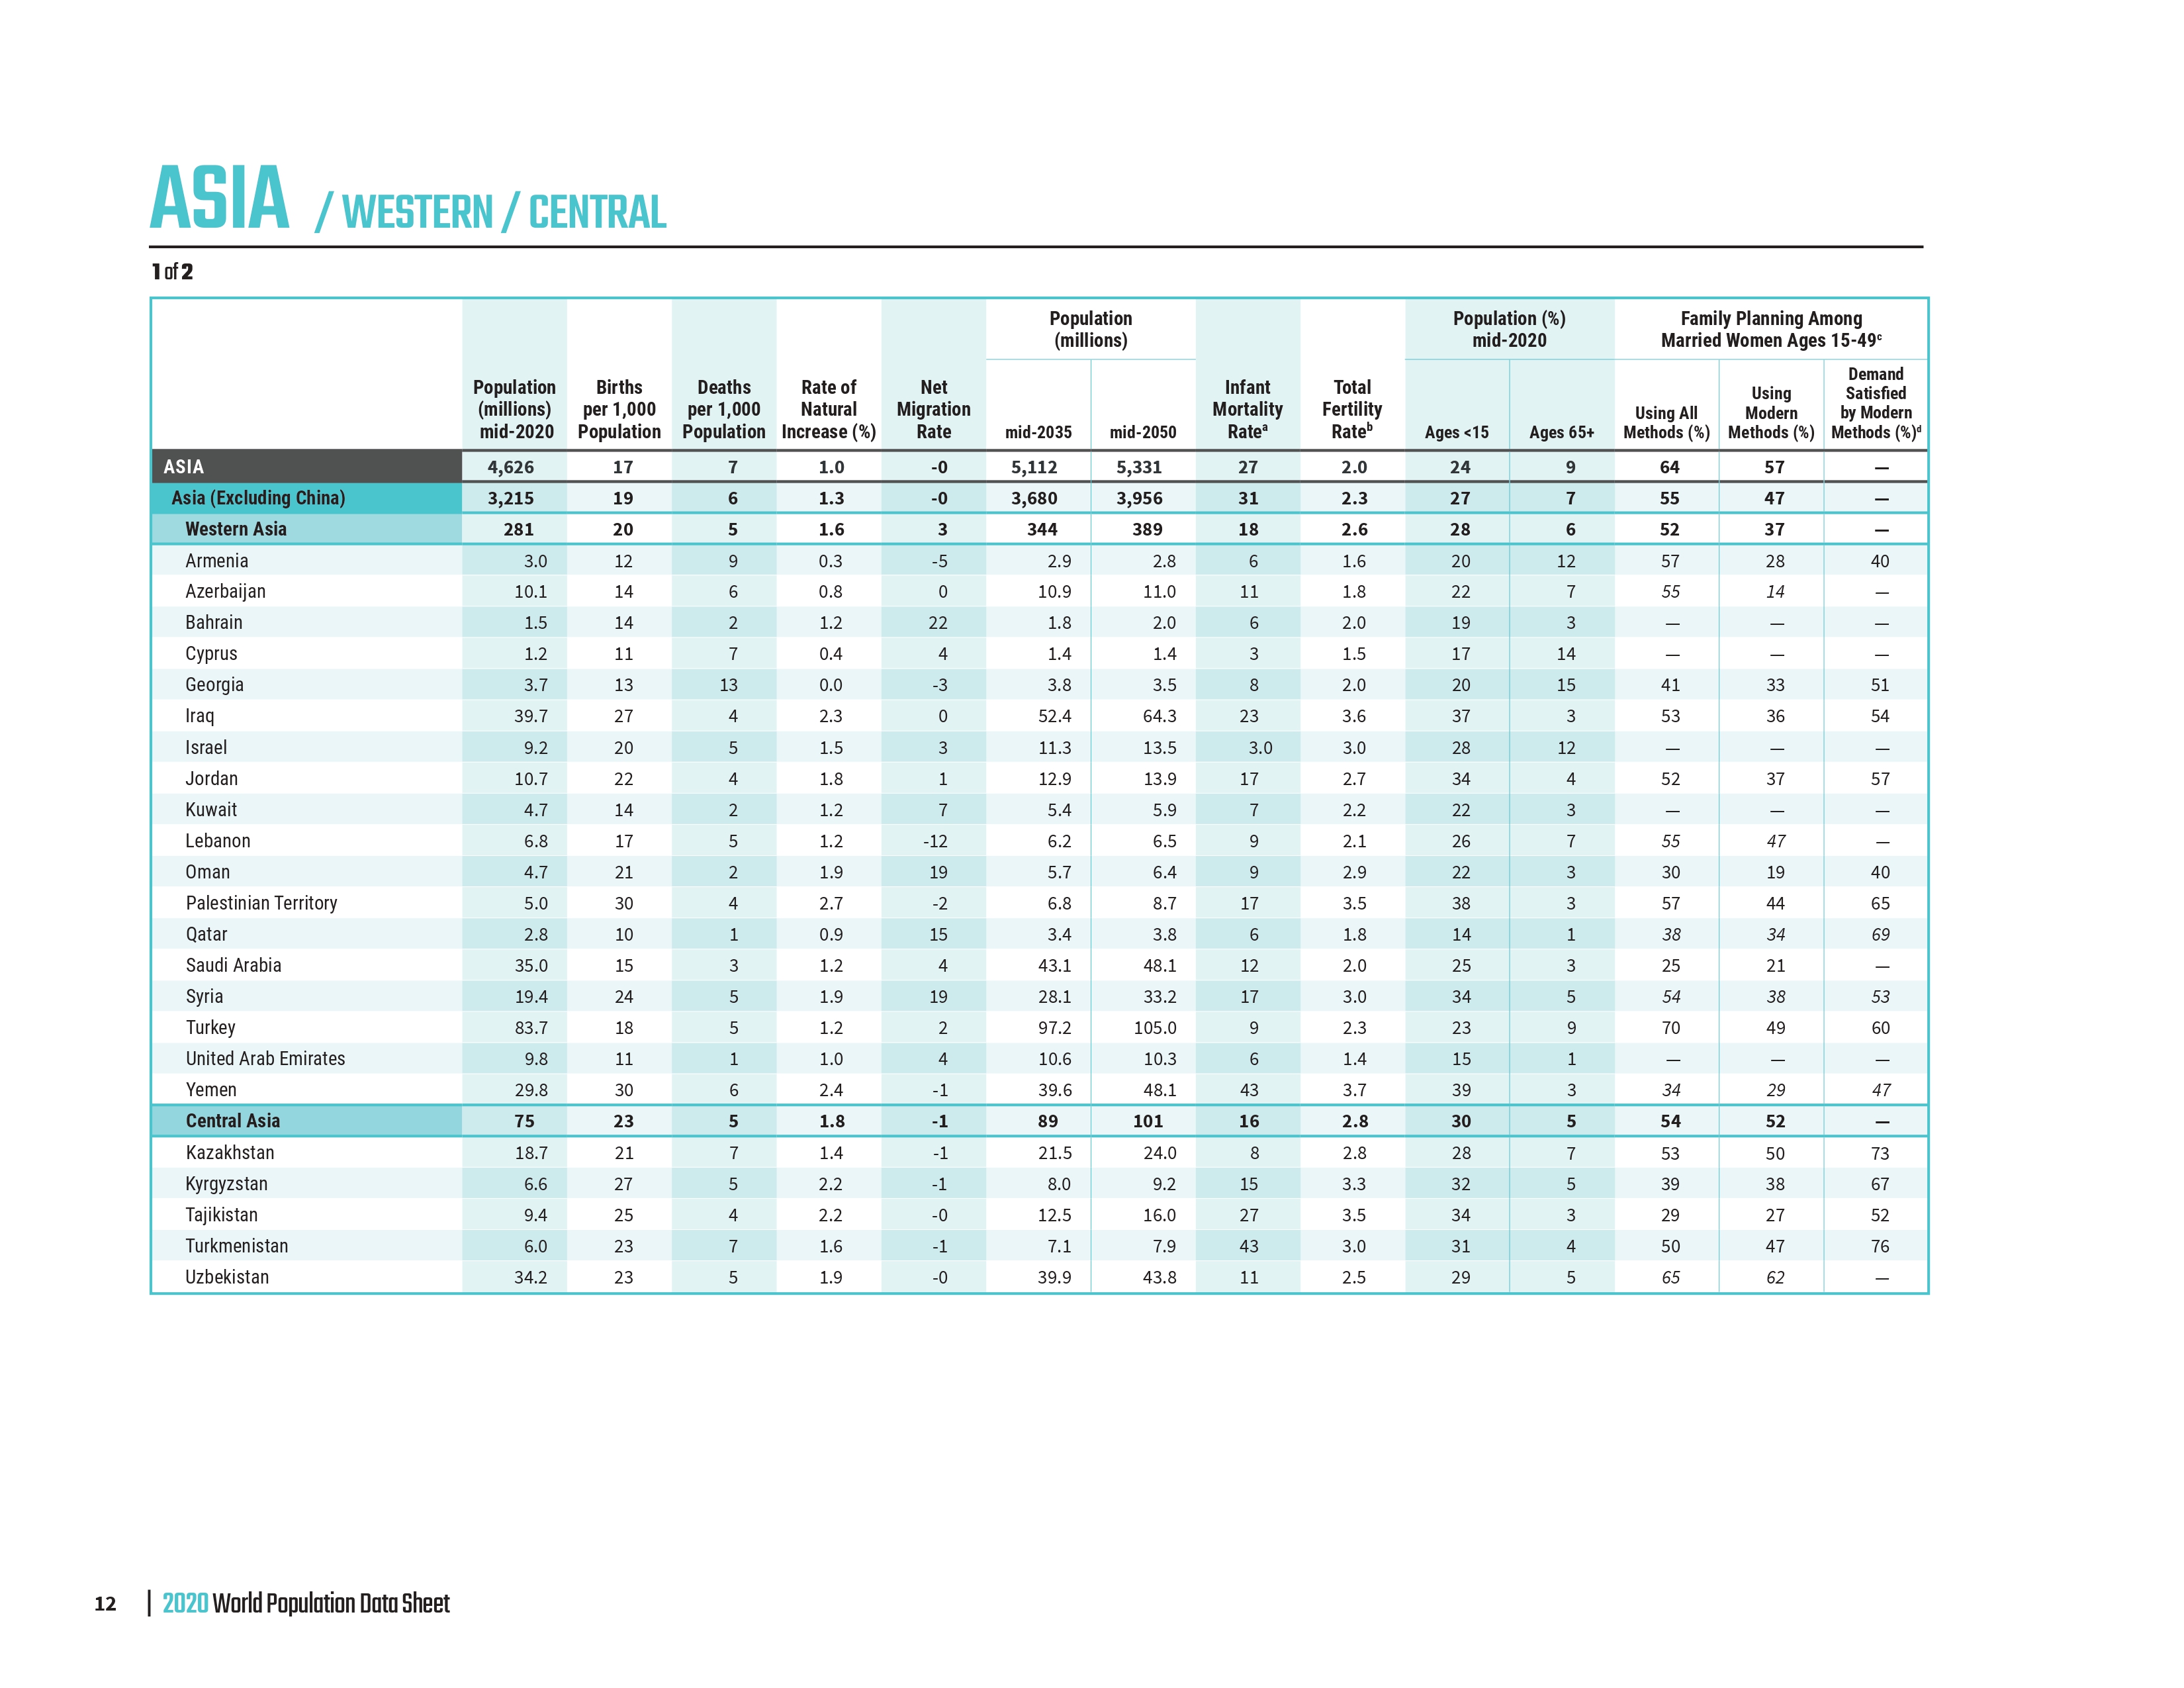 ASIA / WESTERN / CENTRAL
1 of 2
Population (millions) mid-2020 Births per 1,000 Population Deaths per 1,000 Population Rate of Natural Increase (%) Net Migration Rate Population (millions) mid-2035 mid-2050 Infant Mortality Rateᵃ Total Fertility Rateᵇ Population (%) mid-2020 Ages <15 Ages 65+ Family Planning Among Married Women Ages 15-49ᶜ Using All Methods (%) Using Modern Methods (%) Demand Satisfied by Modern Methods (%)ᵈ
ASIA 4,626 17 7 1.0 -0 5,112 5,331 27 2.0 24 9 64 57 —
Asia (Excluding China) 3,215 19 6 1.3 -0 3,680 3,956 31 2.3 27 7 55 47 —
Western Asia 281 20 5 1.6 3 344 389 18 2.6 28 6 52 37 —
Armenia 3.0 12 9 0.3 -5 2.9 2.8 6 1.6 20 12 57 28 40
Azerbaijan 10.1 14 6 0.8 0 10.9 11.0 11 1.8 22 7 55 14 —
Bahrain 1.5 14 2 1.2 22 1.8 2.0 6 2.0 19 3 — — —
Cyprus 1.2 11 7 0.4 4 1.4 1.4 3 1.5 17 14 — — —
Georgia 3.7 13 13 0.0 -3 3.8 3.5 8 2.0 20 15 41 33 51
Iraq 39.7 27 4 2.3 0 52.4 64.3 23 3.6 37 3 53 36 54
Israel 9.2 20 5 1.5 3 11.3 13.5 3.0 3.0 28 12 — — —
Jordan 10.7 22 4 1.8 1 12.9 13.9 17 2.7 34 4 52 37 57
Kuwait 4.7 14 2 1.2 7 5.4 5.9 7 2.2 22 3 — — —
Lebanon 6.8 17 5 1.2 -12 6.2 6.5 9 2.1 26 7 55 47 —
Oman 4.7 21 2 1.9 19 5.7 6.4 9 2.9 22 3 30 19 40
Palestinian Territory 5.0 30 4 2.7 -2 6.8 8.7 17 3.5 38 3 57 44 65
Qatar 2.8 10 1 0.9 15 3.4 3.8 6 1.8 14 1 38 34 69
Saudi Arabia 35.0 15 3 1.2 4 43.1 48.1 12 2.0 25 3 25 21 —
Syria 19.4 24 5 1.9 19 28.1 33.2 17 3.0 34 5 54 38 53
Turkey 83.7 18 5 1.2 2 97.2 105.0 9 2.3 23 9 70 49 60
United Arab Emirates 9.8 11 1 1.0 4 10.6 10.3 6 1.4 15 1 — — —
Yemen 29.8 30 6 2.4 -1 39.6 48.1 43 3.7 39 3 34 29 47
Central Asia 75 23 5 1.8 -1 89 101 16 2.8 30 5 54 52 —
Kazakhstan 18.7 21 7 1.4 -1 21.5 24.0 8 2.8 28 7 53 50 73
Kyrgyzstan 6.6 27 5 2.2 -1 8.0 9.2 15 3.3 32 5 39 38 67
Tajikistan 9.4 25 4 2.2 -0 12.5 16.0 27 3.5 34 3 29 27 52
Turkmenistan 6.0 23 7 1.6 -1 7.1 7.9 43 3.0 31 4 50 47 76
Uzbekistan 34.2 23 5 1.9 -0 39.9 43.8 11 2.5 29 5 65 62 —
12 | 2020 World Population Data Sheet